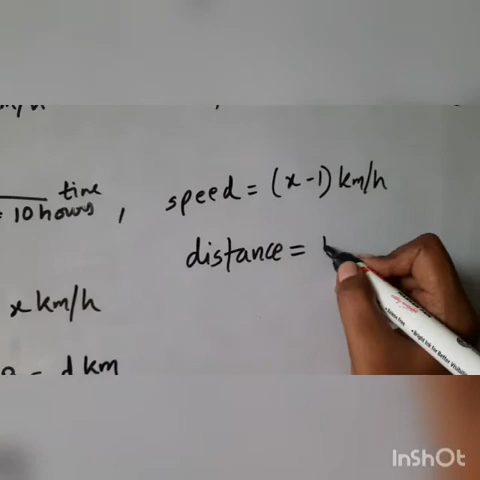 time
= 10 hours , speed = (x-1) km/h
distance =
x km/h
= d km
InShOt